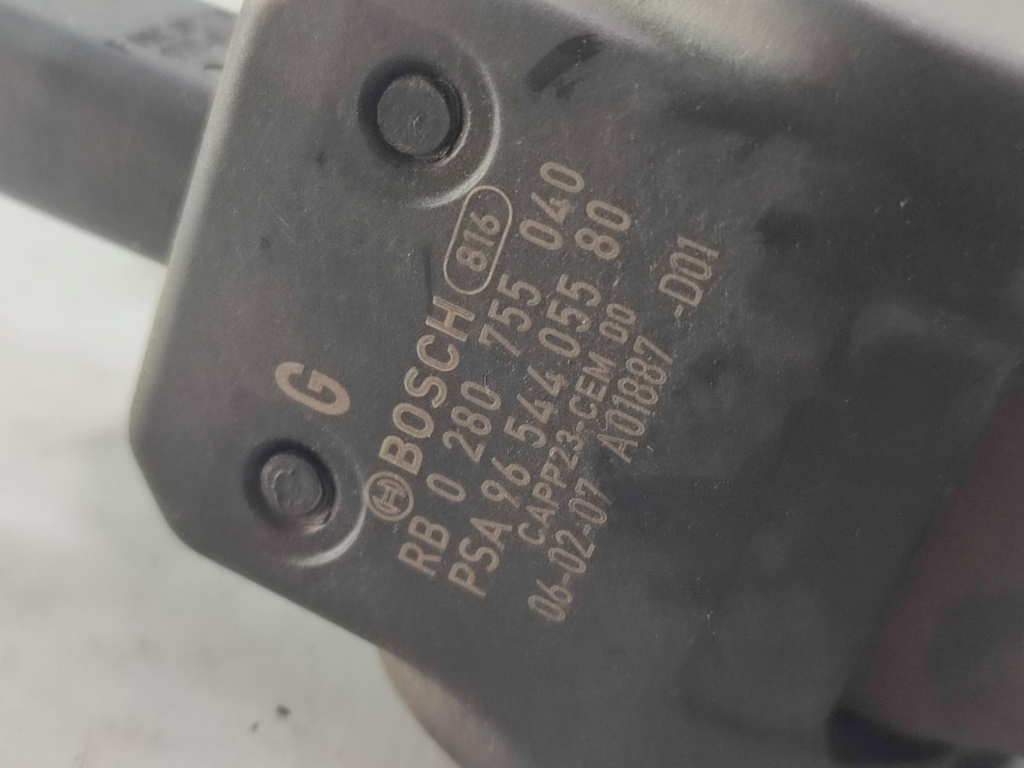 G
BOSCH 816
RB 0 280 755 040
PSA 96 544 055 80
CAPP23-CEM 00
06-02-07 A01887 -D01